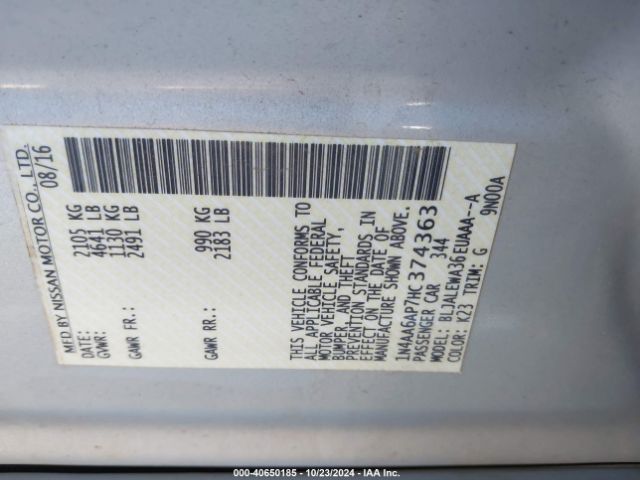 MFD BY NISSAN MOTOR CO., LTD.
DATE: 08/16
GVWR: 2105 KG
4641 LB
GAWR FR.: 1130 KG
2491 LB
GAWR RR.: 990 KG
2183 LB
THIS VEHICLE CONFORMS TO
ALL APPLICABLE FEDERAL
MOTOR VEHICLE SAFETY,
BUMPER, AND THEFT
PREVENTION STANDARDS IN
EFFECT ON THE DATE OF
MANUFACTURE SHOWN ABOVE.
1N4AA6AP7HC374363
PASSENGER CAR 344
MODEL: BLJALEWA36EUAAA--A
COLOR: K23 TRIM: G 9N00A
000-40650185 - 10/23/2024 - IAA Inc.